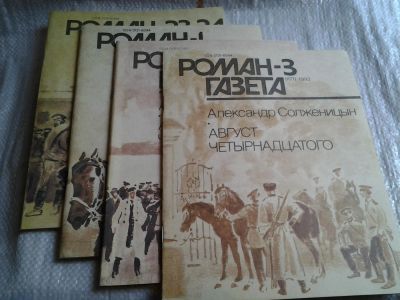 РОМАН-23-24
РОМАН-1
РО
РОМАН-3
ГАЗЕТА
Александр Солженицын
АВГУСТ
ЧЕТЫРНАДЦАТОГО